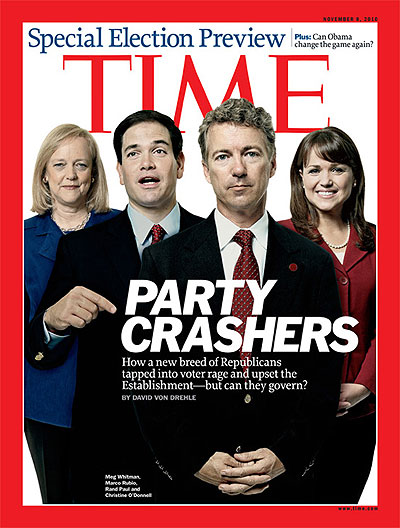 NOVEMBER 8, 2010
Special Election Preview
Plus: Can Obama
change the game again?
TIME
PARTY
CRASHERS
How a new breed of Republicans
tapped into voter rage and upset the
Establishment—but can they govern?
BY DAVID VON DREHLE
Meg Whitman,
Marco Rubio,
Rand Paul and
Christine O'Donnell
www.time.com